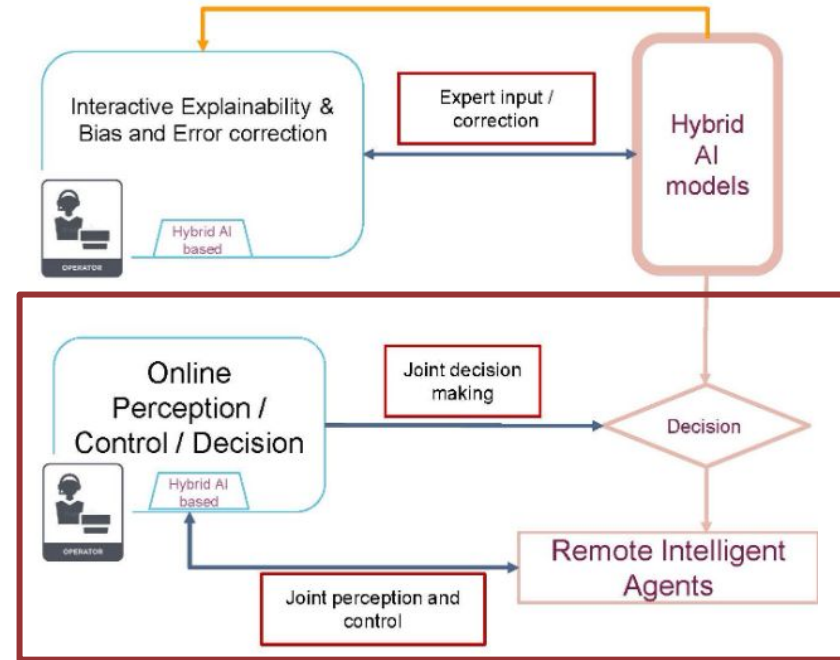 Interactive Explainability &
Bias and Error correction
Hybrid AI
based
OPERATOR
Expert input /
correction
Hybrid
AI
models
Online
Perception /
Control / Decision
Hybrid AI
based
OPERATOR
Joint decision
making
Decision
Joint perception and
control
Remote Intelligent
Agents